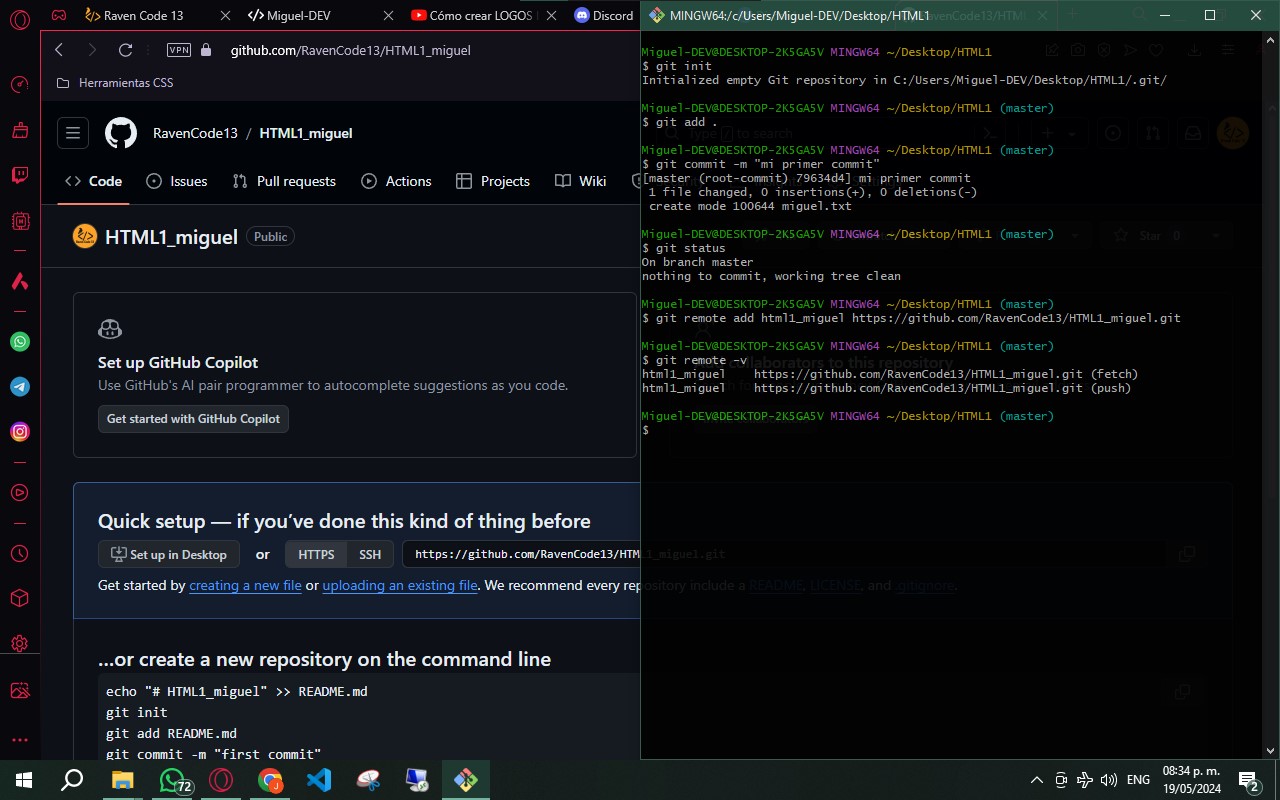 Raven Code 13
Miguel-DEV
Cómo crear LOGOS
Discord
VPN
github.com/RavenCode13/HTML1_miguel
Herramientas CSS
RavenCode13 / HTML1_miguel
Code
Issues
Pull requests
Actions
Projects
Wiki
HTML1_miguel
Public
Set up GitHub Copilot
Use GitHub's AI pair programmer to autocomplete suggestions as you code.
Get started with GitHub Copilot
Quick setup — if you've done this kind of thing before
Set up in Desktop
or
HTTPS
SSH
https://github.com/RavenCode13/HTML1_miguel.git
Get started by creating a new file or uploading an existing file. We recommend every repository include a README, LICENSE, and .gitignore.
...or create a new repository on the command line
echo "# HTML1_miguel" >> README.md
git init
git add README.md
git commit -m "first commit"
MINGW64:/c/Users/Miguel-DEV/Desktop/HTML1
Miguel-DEV@DESKTOP-2K5GA5V MINGW64 ~/Desktop/HTML1
$ git init
Initialized empty Git repository in C:/Users/Miguel-DEV/Desktop/HTML1/.git/
Miguel-DEV@DESKTOP-2K5GA5V MINGW64 ~/Desktop/HTML1 (master)
$ git add .
Type / to search
Miguel-DEV@DESKTOP-2K5GA5V MINGW64 ~/Desktop/HTML1 (master)
$ git commit -m "mi primer commit"
[master (root-commit) 79634d4] mi primer commit
 1 file changed, 0 insertions(+), 0 deletions(-)
 create mode 100644 miguel.txt
Miguel-DEV@DESKTOP-2K5GA5V MINGW64 ~/Desktop/HTML1 (master)
$ git status
Star 0
On branch master
nothing to commit, working tree clean
Miguel-DEV@DESKTOP-2K5GA5V MINGW64 ~/Desktop/HTML1 (master)
$ git remote add html1_miguel https://github.com/RavenCode13/HTML1_miguel.git
Miguel-DEV@DESKTOP-2K5GA5V MINGW64 ~/Desktop/HTML1 (master)
$ git remote -v
collaborators to this repository
html1_miguel    https://github.com/RavenCode13/HTML1_miguel.git (fetch)
html1_miguel    https://github.com/RavenCode13/HTML1_miguel.git (push)
Miguel-DEV@DESKTOP-2K5GA5V MINGW64 ~/Desktop/HTML1 (master)
$
72
J
ENG
08:34 p. m.
19/05/2024
2